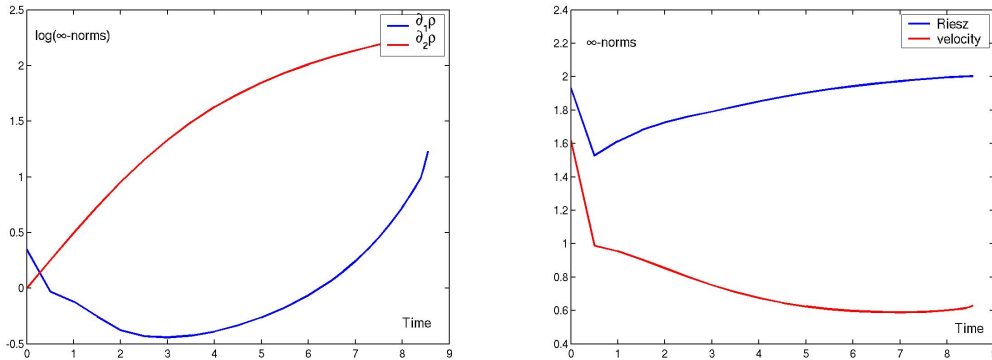 2.5
2
1.5
1
0.5
0
-0.5
log(∞-norms)
∂₁ρ
∂₂ρ
Time
0 1 2 3 4 5 6 7 8 9
2.4
2.2
2
1.8
1.6
1.4
1.2
1
0.8
0.6
0.4
∞-norms
Riesz
velocity
Time
0 1 2 3 4 5 6 7 8